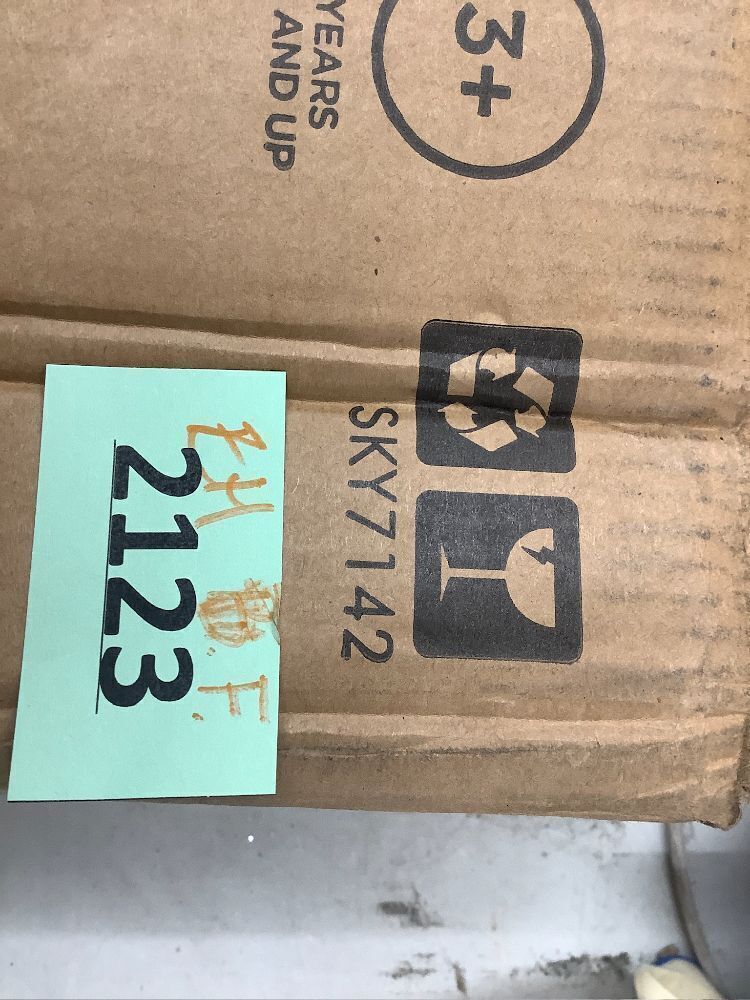 3+
YEARS
AND UP
SKY7142
2123